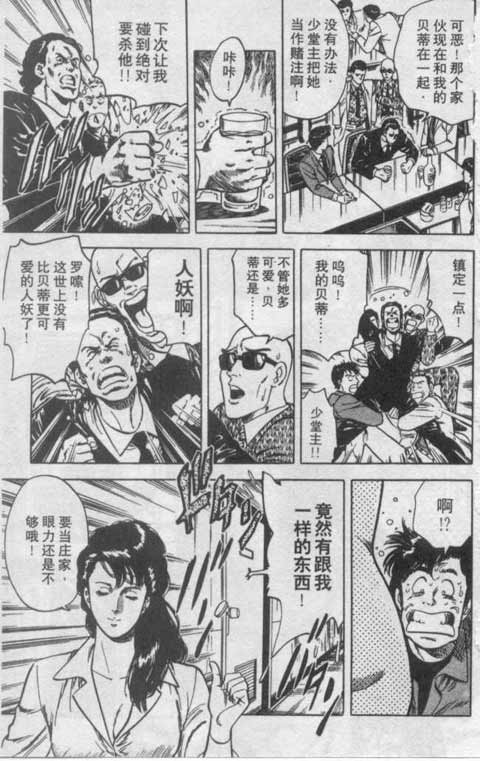 可恶！那个家
伙现在和我的
贝蒂在一起．
没有办法．
少堂主把她
当作赌注啊！
咔
咔
！
下次让我
碰到绝对
要杀他！！
镇定一点！
呜呜！
我的贝蒂……
少堂主！！
不管她多
可爱．贝
蒂还是……
人妖啊！
罗嗦！
这世上没有
比贝蒂更可
爱的人妖了！
啊！？
竟然有跟我
一样的东西！
要当庄家．
眼力还是不
够哦！